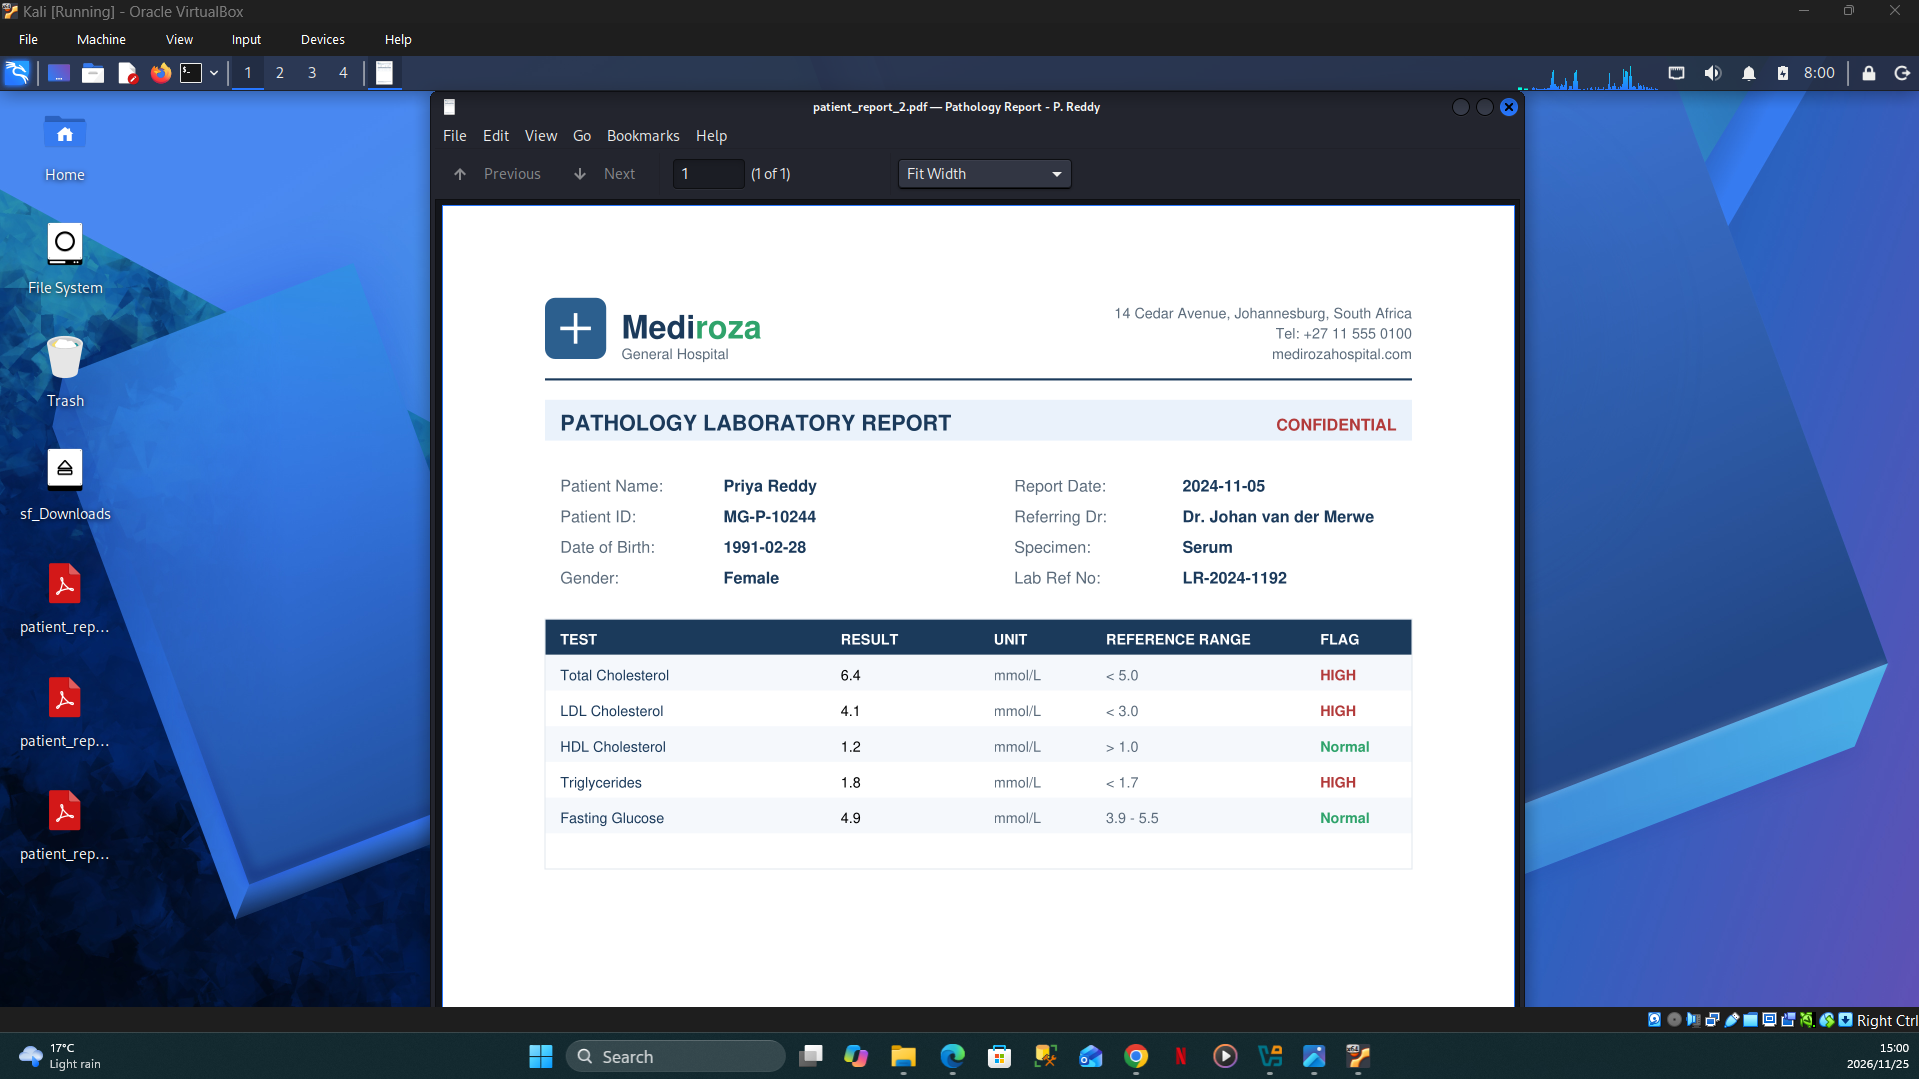 Kali [Running] - Oracle VirtualBox
File Machine View Input Devices Help
1 2 3 4
8:00
Home
File System
Trash
sf_Downloads
patient_rep...
patient_rep...
patient_rep...
patient_report_2.pdf — Pathology Report - P. Reddy
File Edit View Go Bookmarks Help
Previous Next 1 (1 of 1) Fit Width
Mediroza
General Hospital
14 Cedar Avenue, Johannesburg, South Africa
Tel: +27 11 555 0100
medirozahospital.com
PATHOLOGY LABORATORY REPORT CONFIDENTIAL
Patient Name: Priya Reddy Report Date: 2024-11-05
Patient ID: MG-P-10244 Referring Dr: Dr. Johan van der Merwe
Date of Birth: 1991-02-28 Specimen: Serum
Gender: Female Lab Ref No: LR-2024-1192
TEST RESULT UNIT REFERENCE RANGE FLAG
Total Cholesterol 6.4 mmol/L < 5.0 HIGH
LDL Cholesterol 4.1 mmol/L < 3.0 HIGH
HDL Cholesterol 1.2 mmol/L > 1.0 Normal
Triglycerides 1.8 mmol/L < 1.7 HIGH
Fasting Glucose 4.9 mmol/L 3.9 - 5.5 Normal
Right Ctrl
17°C
Light rain
Search
15:00
2026/11/25